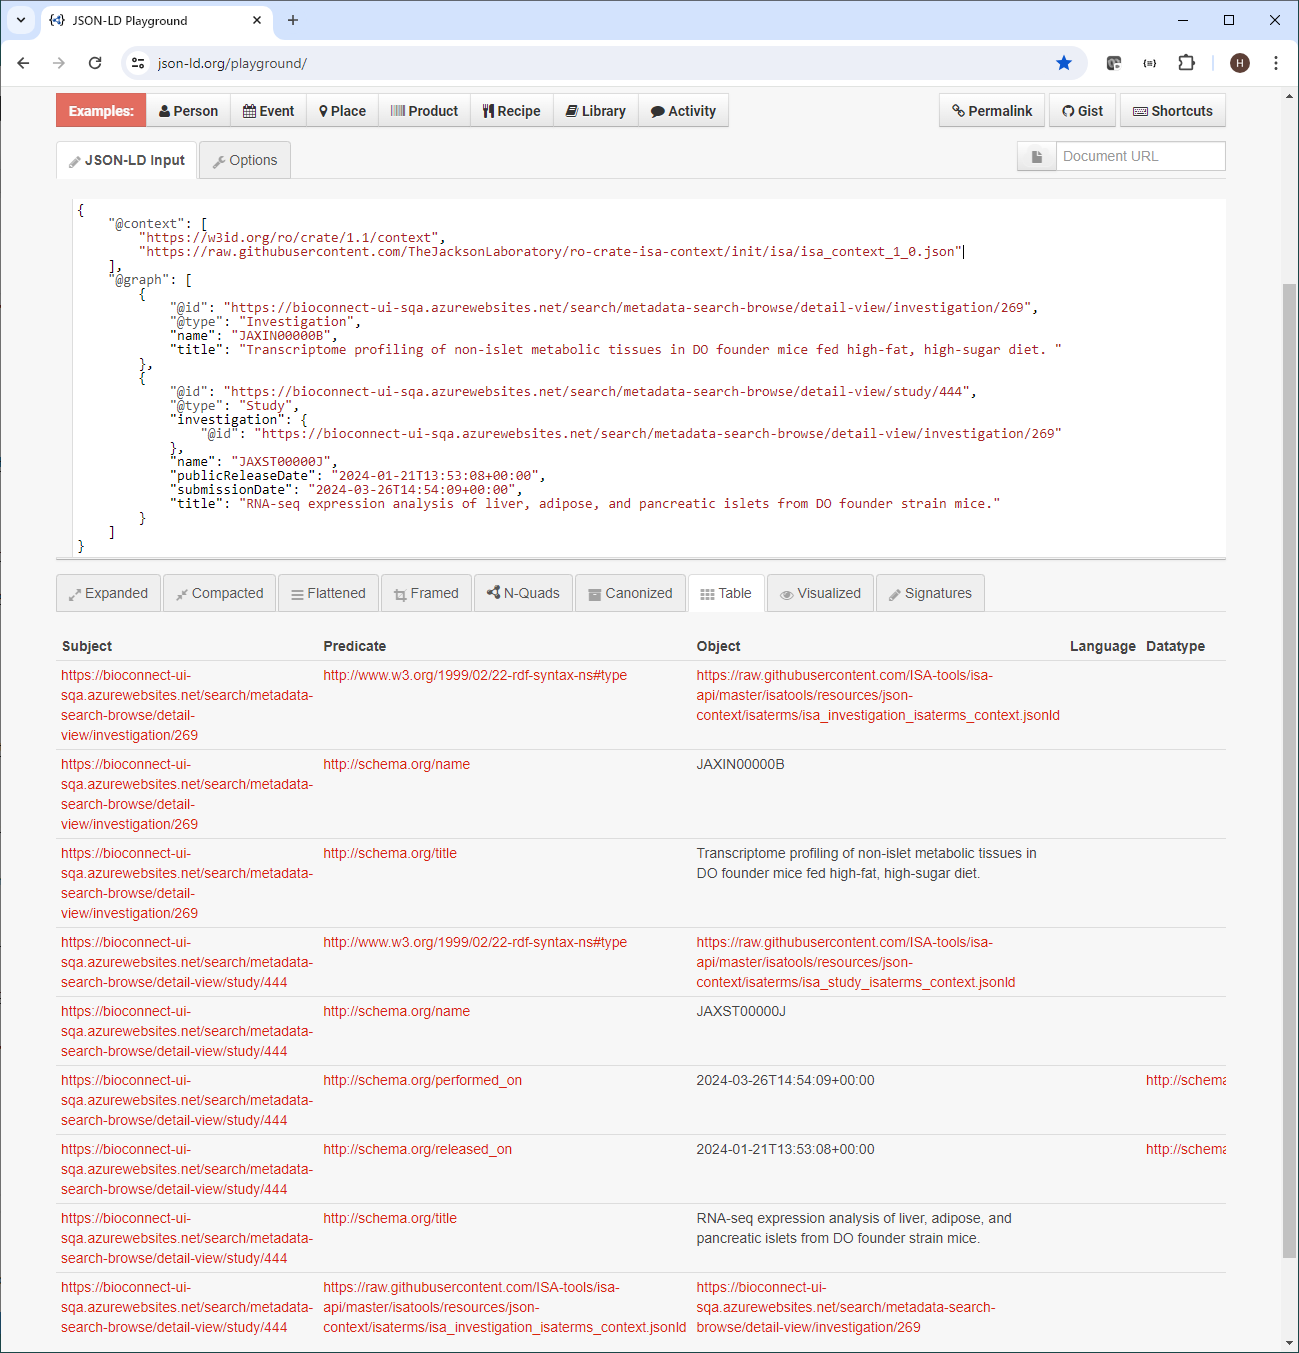 JSON-LD Playground
json-ld.org/playground/
H
Examples: Person Event Place Product Recipe Library Activity Permalink Gist Shortcuts
JSON-LD Input Options Document URL
{
"@context": [
"https://w3id.org/ro/crate/1.1/context",
"https://raw.githubusercontent.com/TheJacksonLaboratory/ro-crate-isa-context/init/isa/isa_context_1_0.json"
],
"@graph": [
{
"@id": "https://bioconnect-ui-sqa.azurewebsites.net/search/metadata-search-browse/detail-view/investigation/269",
"@type": "Investigation",
"name": "JAXIN00000B",
"title": "Transcriptome profiling of non-islet metabolic tissues in DO founder mice fed high-fat, high-sugar diet. "
},
{
"@id": "https://bioconnect-ui-sqa.azurewebsites.net/search/metadata-search-browse/detail-view/study/444",
"@type": "Study",
"investigation": {
"@id": "https://bioconnect-ui-sqa.azurewebsites.net/search/metadata-search-browse/detail-view/investigation/269"
},
"name": "JAXST00000J",
"publicReleaseDate": "2024-01-21T13:53:08+00:00",
"submissionDate": "2024-03-26T14:54:09+00:00",
"title": "RNA-seq expression analysis of liver, adipose, and pancreatic islets from DO founder strain mice."
}
]
}
Expanded Compacted Flattened Framed N-Quads Canonized Table Visualized Signatures
Subject Predicate Object Language Datatype
https://bioconnect-ui- http://www.w3.org/1999/02/22-rdf-syntax-ns#type https://raw.githubusercontent.com/ISA-tools/isa-
sqa.azurewebsites.net/search/metadata- api/master/isatools/resources/json-
search-browse/detail- context/isaterms/isa_investigation_isaterms_context.jsonld
view/investigation/269
https://bioconnect-ui- http://schema.org/name JAXIN00000B
sqa.azurewebsites.net/search/metadata-
search-browse/detail-
view/investigation/269
https://bioconnect-ui- http://schema.org/title Transcriptome profiling of non-islet metabolic tissues in
sqa.azurewebsites.net/search/metadata- DO founder mice fed high-fat, high-sugar diet.
search-browse/detail-
view/investigation/269
https://bioconnect-ui- http://www.w3.org/1999/02/22-rdf-syntax-ns#type https://raw.githubusercontent.com/ISA-tools/isa-
sqa.azurewebsites.net/search/metadata- api/master/isatools/resources/json-
search-browse/detail-view/study/444 context/isaterms/isa_study_isaterms_context.jsonld
https://bioconnect-ui- http://schema.org/name JAXST00000J
sqa.azurewebsites.net/search/metadata-
search-browse/detail-view/study/444
https://bioconnect-ui- http://schema.org/performed_on 2024-03-26T14:54:09+00:00 http://schema
sqa.azurewebsites.net/search/metadata-
search-browse/detail-view/study/444
https://bioconnect-ui- http://schema.org/released_on 2024-01-21T13:53:08+00:00 http://schema
sqa.azurewebsites.net/search/metadata-
search-browse/detail-view/study/444
https://bioconnect-ui- http://schema.org/title RNA-seq expression analysis of liver, adipose, and
sqa.azurewebsites.net/search/metadata- pancreatic islets from DO founder strain mice.
search-browse/detail-view/study/444
https://bioconnect-ui- https://raw.githubusercontent.com/ISA-tools/isa- https://bioconnect-ui-
sqa.azurewebsites.net/search/metadata- api/master/isatools/resources/json- sqa.azurewebsites.net/search/metadata-search-
search-browse/detail-view/study/444 context/isaterms/isa_investigation_isaterms_context.jsonld browse/detail-view/investigation/269